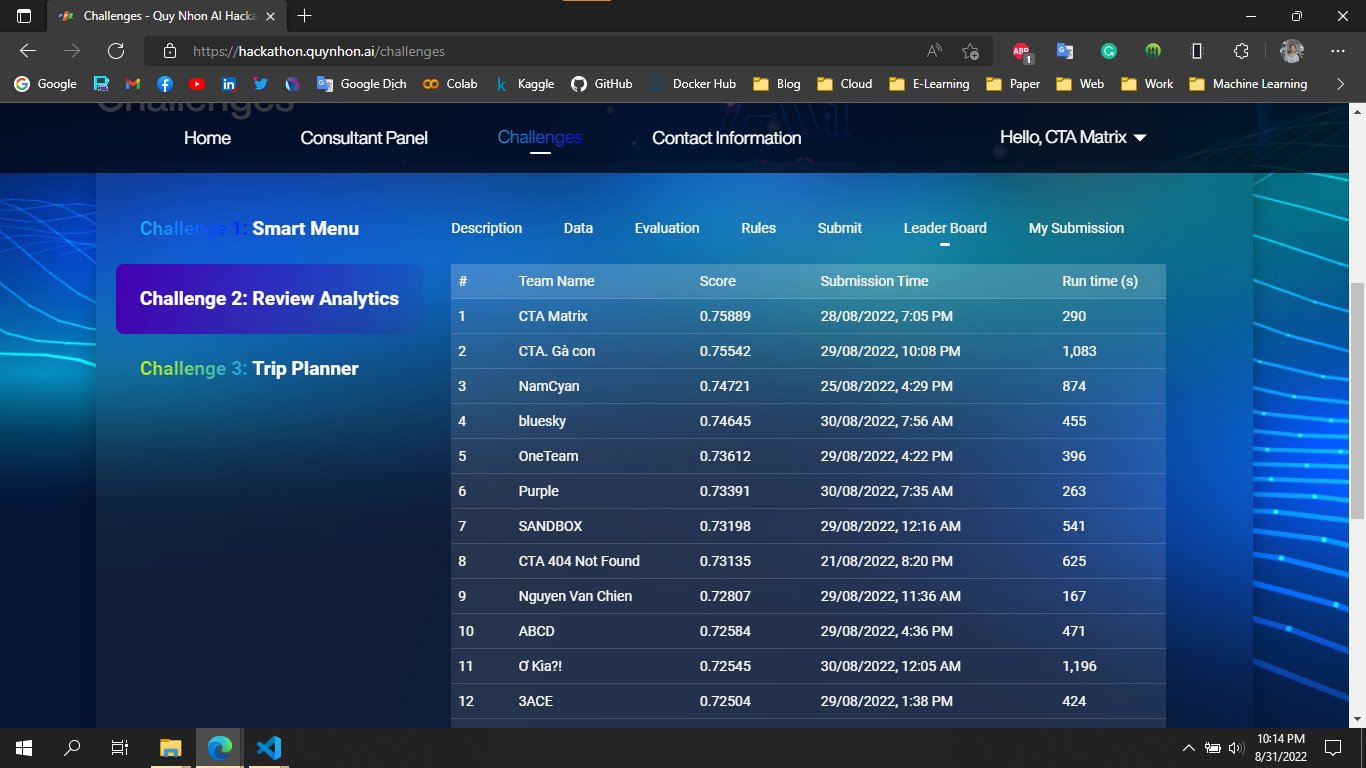 Challenges - Quy Nhon AI Hacka
https://hackathon.quynhon.ai/challenges
ABP
1
Google
Google Dịch
Colab
Kaggle
GitHub
Docker Hub
Blog
Cloud
E-Learning
Paper
Web
Work
Machine Learning
Challenges
Home Consultant Panel Challenges Contact Information Hello, CTA Matrix
Challenge 1: Smart Menu
Challenge 2: Review Analytics
Challenge 3: Trip Planner
Description Data Evaluation Rules Submit Leader Board My Submission
# Team Name Score Submission Time Run time (s)
1 CTA Matrix 0.75889 28/08/2022, 7:05 PM 290
2 CTA. Gà con 0.75542 29/08/2022, 10:08 PM 1,083
3 NamCyan 0.74721 25/08/2022, 4:29 PM 874
4 bluesky 0.74645 30/08/2022, 7:56 AM 455
5 OneTeam 0.73612 29/08/2022, 4:22 PM 396
6 Purple 0.73391 30/08/2022, 7:35 AM 263
7 SANDBOX 0.73198 29/08/2022, 12:16 AM 541
8 CTA 404 Not Found 0.73135 21/08/2022, 8:20 PM 625
9 Nguyen Van Chien 0.72807 29/08/2022, 11:36 AM 167
10 ABCD 0.72584 29/08/2022, 4:36 PM 471
11 Ơ Kìa?! 0.72545 30/08/2022, 12:05 AM 1,196
12 3ACE 0.72504 29/08/2022, 1:38 PM 424
10:14 PM
8/31/2022